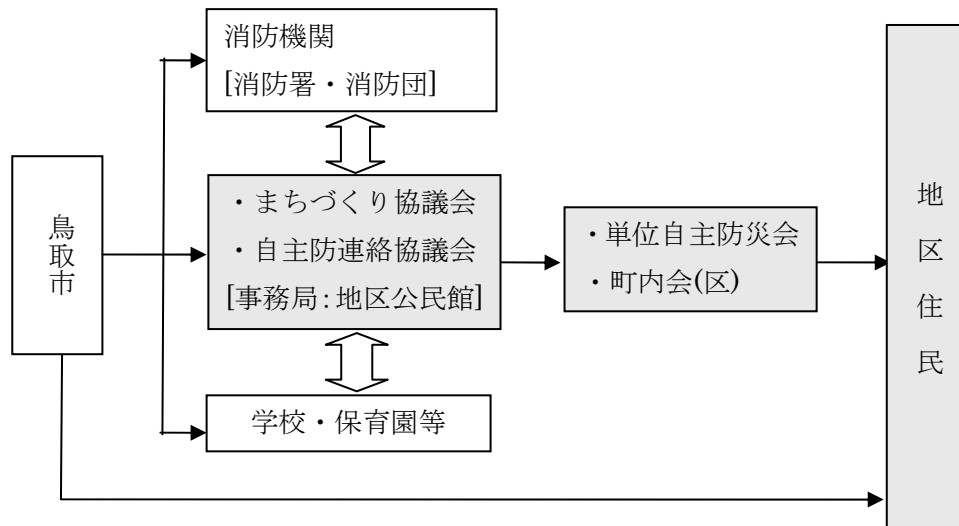 消防機関
[消防署・消防団]
鳥取市
・まちづくり協議会
・自主防連絡協議会
[事務局:地区公民館]
・単位自主防災会
・町内会(区)
地区住民
学校・保育園等